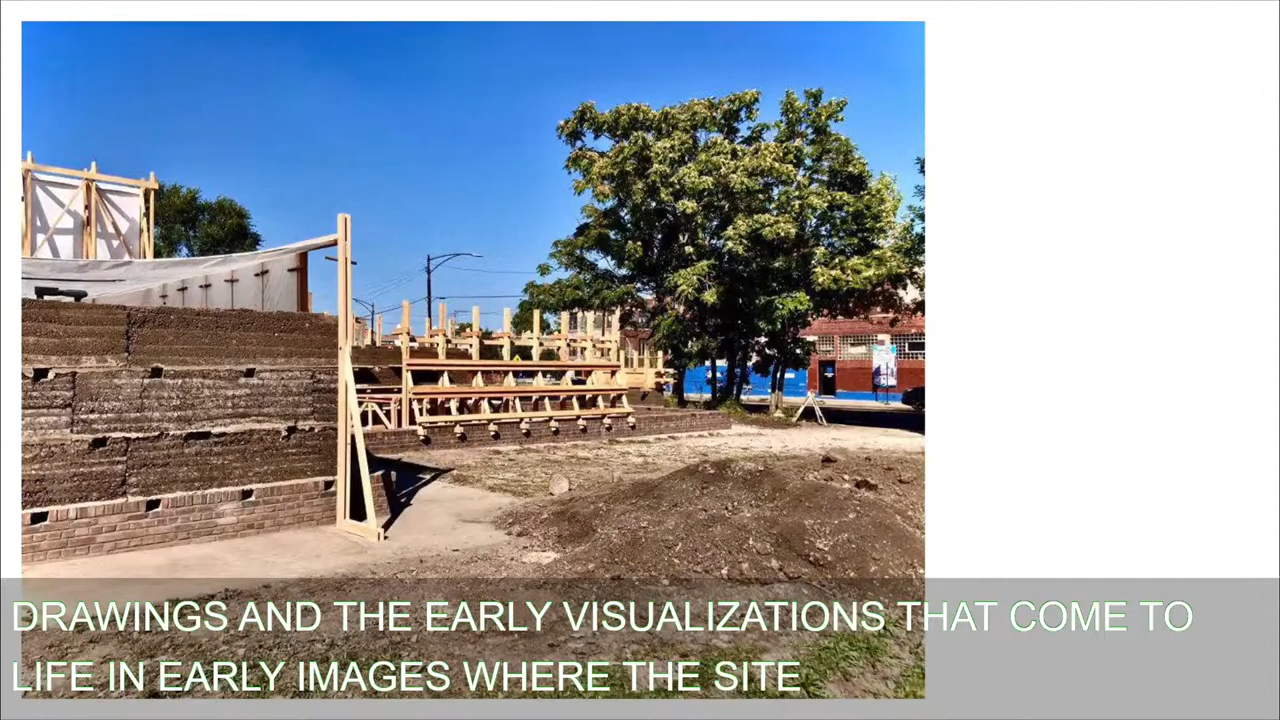 DRAWINGS AND THE EARLY VISUALIZATIONS THAT COME TO
LIFE IN EARLY IMAGES WHERE THE SITE